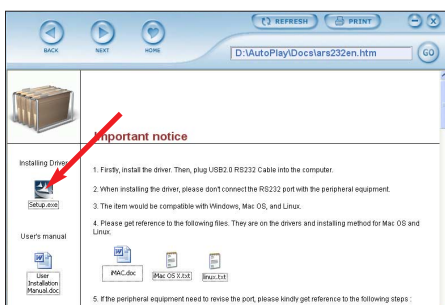 REFRESH
PRINT
BACK
NEXT
HOME
D:\AutoPlay\Docs\ars232en.htm
GO
Important notice
Installing Driver
Setup.exe
User's manual
User
Installation
Manual.doc
1. Firstly, install the driver. Then, plug USB2.0 RS232 Cable into the computer.
2. When installing the driver, please don't connect the RS232 port with the peripheral equipment.
3. The item would be compatible with Windows, Mac OS, and Linux.
4. Please get reference to the following files. They are on the drivers and installing method for Mac OS and
Linux.
iMAC.doc
iMac OS X.txt
linux.txt
5. If the peripheral equipment need to revise the port, please kindly get reference to the following steps :